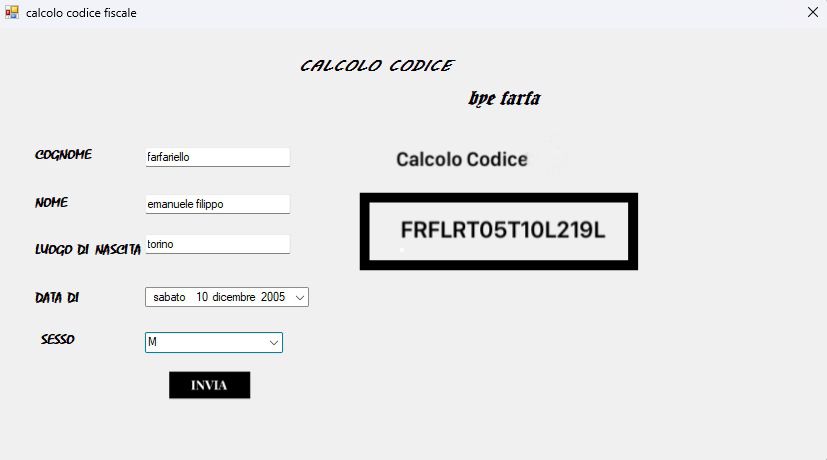 calcolo codice fiscale
CALCOLO CODICE
bye farfa
COGNOME farfariello
Calcolo Codice
NOME emanuele filippo
FRFLRT05T10L219L
LUOGO DI NASCITA torino
DATA DI sabato 10 dicembre 2005
SESSO M
INVIA